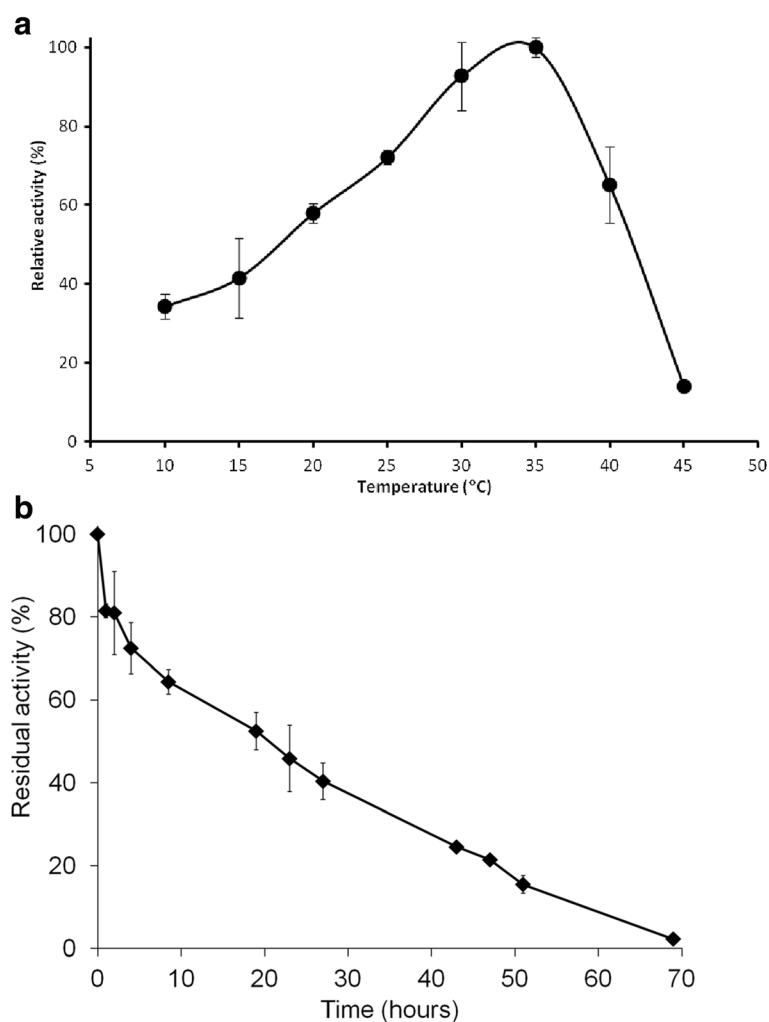 a
Relative activity (%)
100
80
60
40
20
0
5 10 15 20 25 30 35 40 45 50
Temperature (°C)
b
Residual activity (%)
100
80
60
40
20
0
0 10 20 30 40 50 60 70
Time (hours)